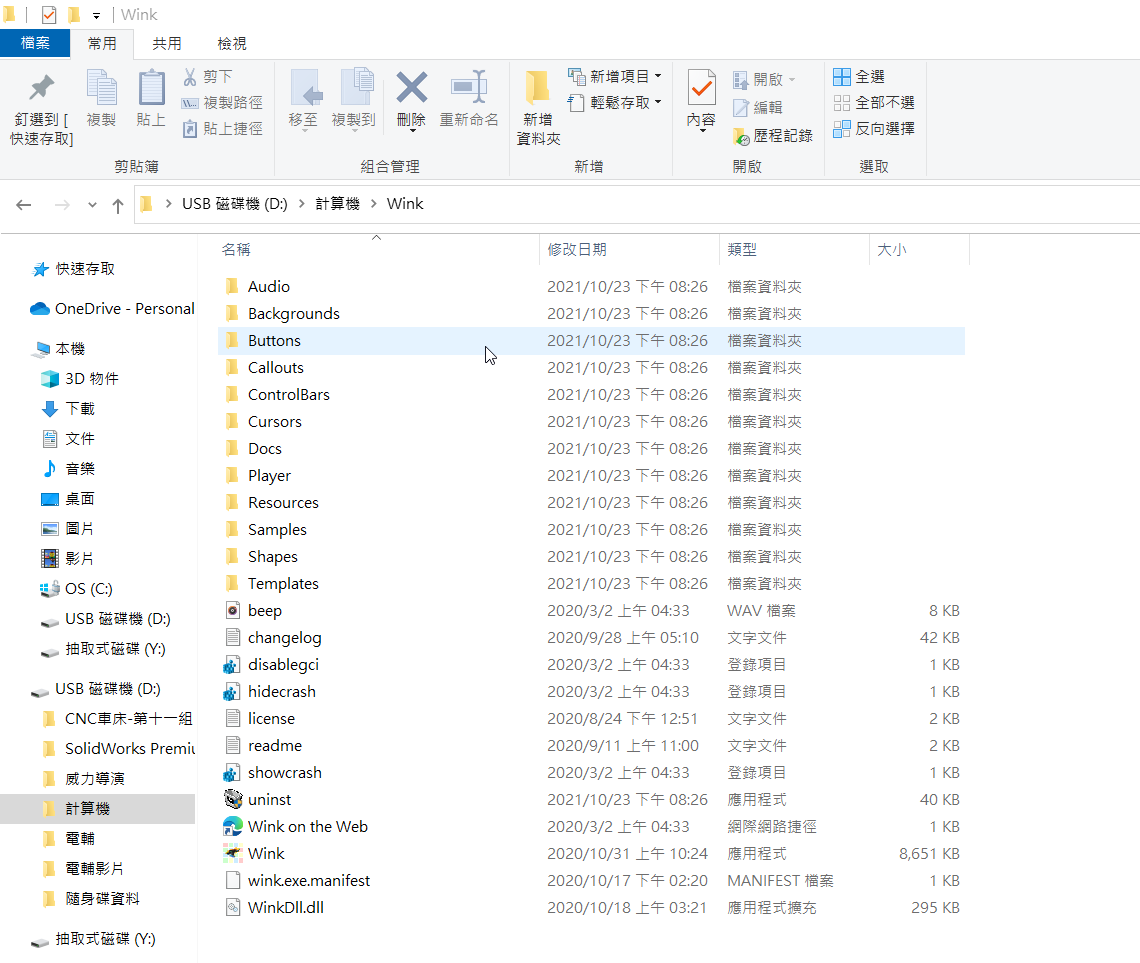 Wink
檔案 常用 共用 檢視
釘選到 [
快速存取]
複製
貼上
剪下
複製路徑
貼上捷徑
剪貼簿
移至
複製到
刪除
重新命名
組合管理
新增
資料夾
新增項目
輕鬆存取
新增
內容
開啟
編輯
歷程記錄
開啟
全選
全部不選
反向選擇
選取
USB 磁碟機 (D:) 計算機 Wink
快速存取
OneDrive - Personal
本機
3D 物件
下載
文件
音樂
桌面
圖片
影片
OS (C:)
USB 磁碟機 (D:)
抽取式磁碟 (Y:)
USB 磁碟機 (D:)
CNC車床-第十一組
SolidWorks Premiu
威力導演
計算機
電輔
電輔影片
隨身碟資料
抽取式磁碟 (Y:)
名稱 修改日期 類型 大小
Audio 2021/10/23 下午 08:26 檔案資料夾
Backgrounds 2021/10/23 下午 08:26 檔案資料夾
Buttons 2021/10/23 下午 08:26 檔案資料夾
Callouts 2021/10/23 下午 08:26 檔案資料夾
ControlBars 2021/10/23 下午 08:26 檔案資料夾
Cursors 2021/10/23 下午 08:26 檔案資料夾
Docs 2021/10/23 下午 08:26 檔案資料夾
Player 2021/10/23 下午 08:26 檔案資料夾
Resources 2021/10/23 下午 08:26 檔案資料夾
Samples 2021/10/23 下午 08:26 檔案資料夾
Shapes 2021/10/23 下午 08:26 檔案資料夾
Templates 2021/10/23 下午 08:26 檔案資料夾
beep 2020/3/2 上午 04:33 WAV 檔案 8 KB
changelog 2020/9/28 上午 05:10 文字文件 42 KB
disablegci 2020/3/2 上午 04:33 登錄項目 1 KB
hidecrash 2020/3/2 上午 04:33 登錄項目 1 KB
license 2020/8/24 下午 12:51 文字文件 2 KB
readme 2020/9/11 上午 11:00 文字文件 2 KB
showcrash 2020/3/2 上午 04:33 登錄項目 1 KB
uninst 2021/10/23 下午 08:26 應用程式 40 KB
Wink on the Web 2020/3/2 上午 04:33 網際網路捷徑 1 KB
Wink 2020/10/31 上午 10:24 應用程式 8,651 KB
wink.exe.manifest 2020/10/17 下午 02:20 MANIFEST 檔案 1 KB
WinkDll.dll 2020/10/18 上午 03:21 應用程式擴充 295 KB